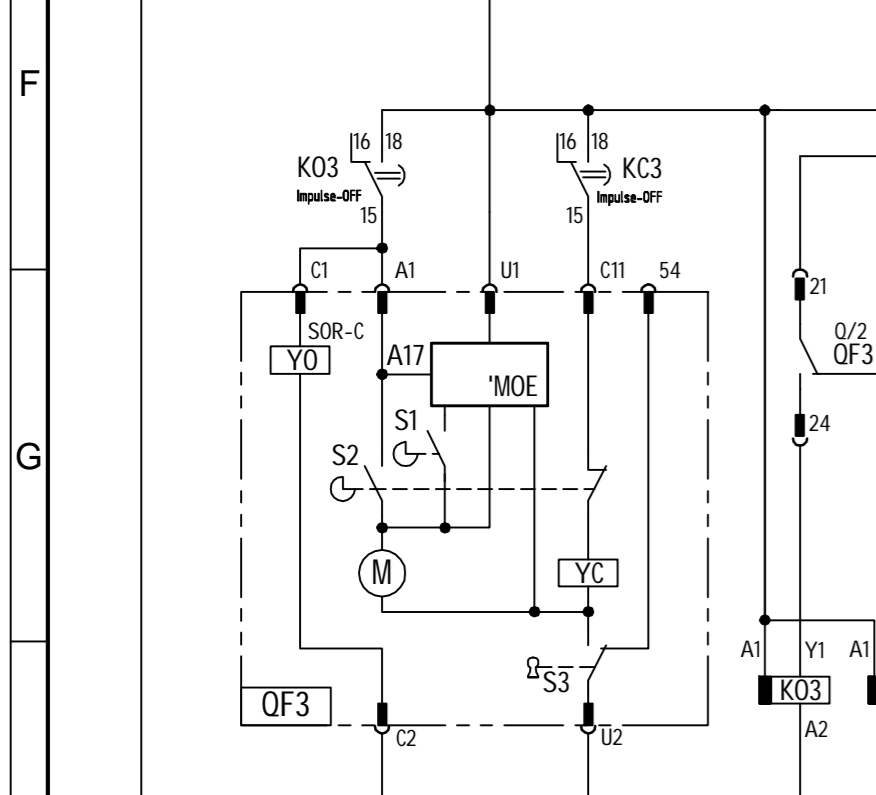 F
16 18
16 18
K03
KC3
Impulse-OFF
Impulse-OFF
15
15
C1
A1
U1
C11
54
21
SOR-C
Q/2
YO
A17
QF3
'MOE
S1
24
S2
G
M
YC
A1
Y1
A1
S3
K03
QF3
C2
U2
A2